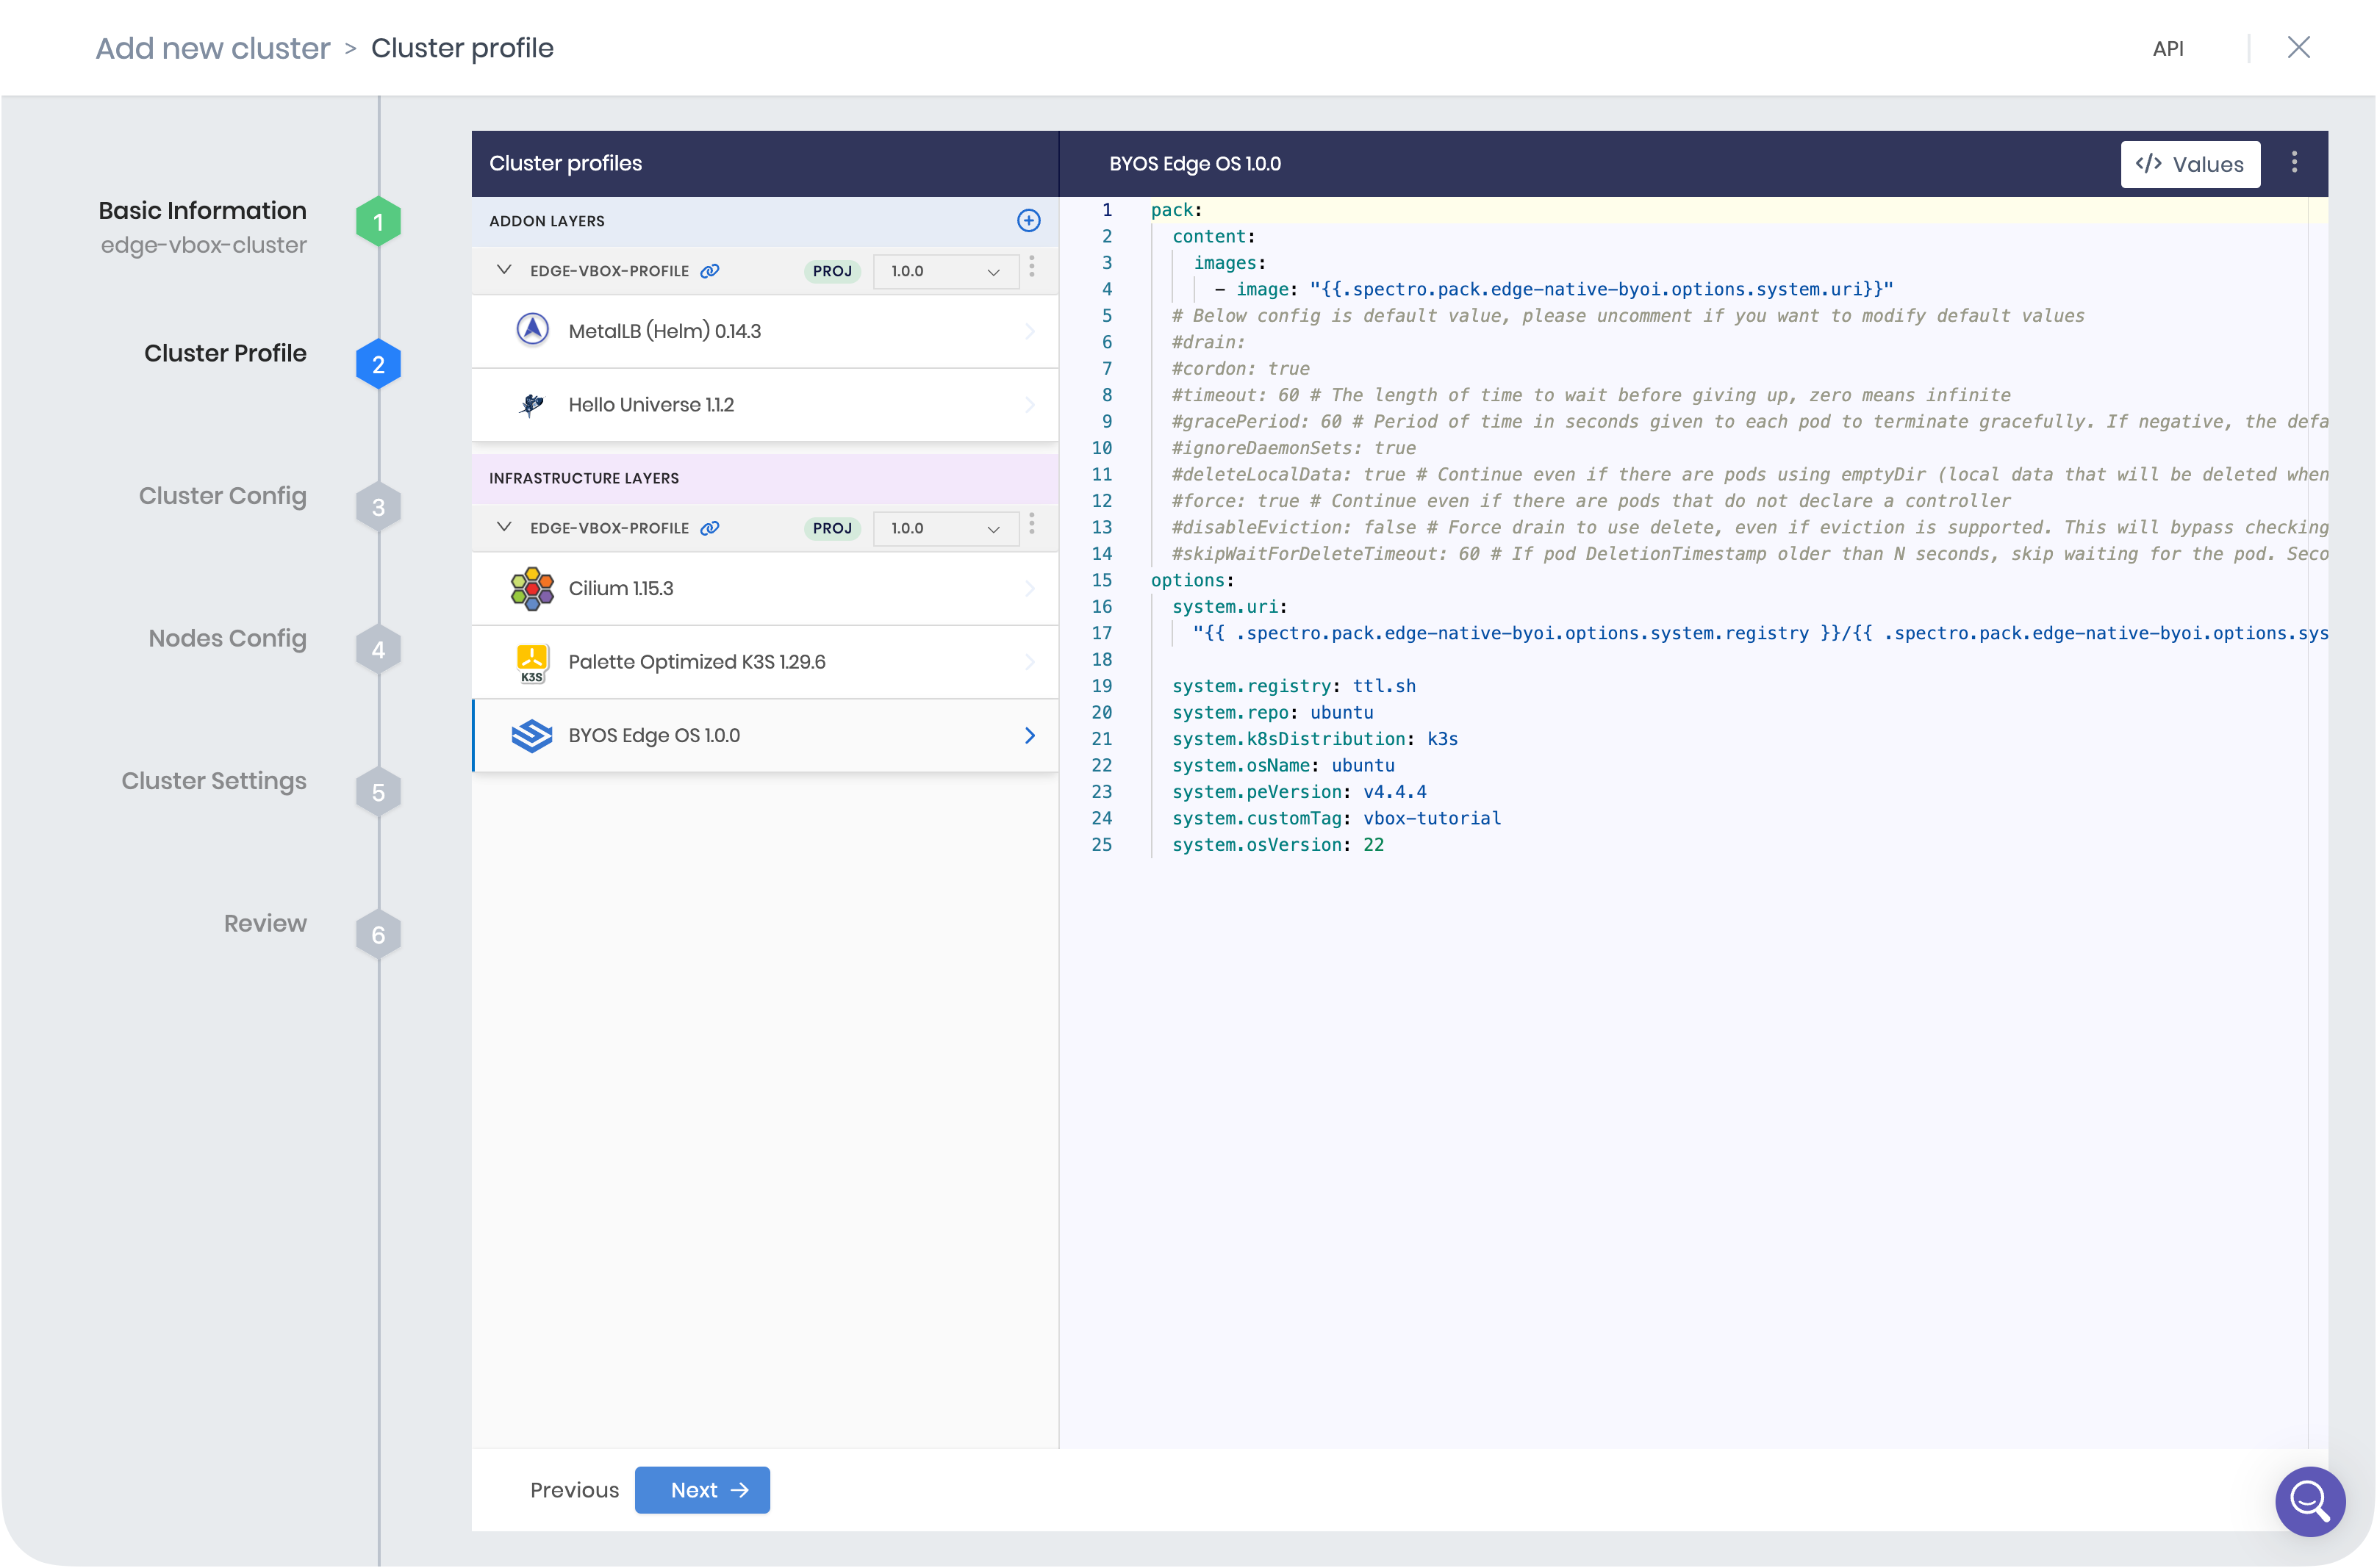 Add new cluster > Cluster profile
API
Basic Information
edge-vbox-cluster
1
Cluster Profile
2
Cluster Config
3
Nodes Config
4
Cluster Settings
5
Review
6
Cluster profiles
ADDON LAYERS
EDGE-VBOX-PROFILE PROJ 1.0.0
MetalLB (Helm) 0.14.3
Hello Universe 1.1.2
INFRASTRUCTURE LAYERS
EDGE-VBOX-PROFILE PROJ 1.0.0
Cilium 1.15.3
K3S
Palette Optimized K3S 1.29.6
BYOS Edge OS 1.0.0
BYOS Edge OS 1.0.0
</> Values
1 pack:
2 content:
3 images:
4 - image: "{{.spectro.pack.edge-native-byoi.options.system.uri}}"
5 # Below config is default value, please uncomment if you want to modify default values
6 #drain:
7 #cordon: true
8 #timeout: 60 # The length of time to wait before giving up, zero means infinite
9 #gracePeriod: 60 # Period of time in seconds given to each pod to terminate gracefully. If negative, the defa
10 #ignoreDaemonSets: true
11 #deleteLocalData: true # Continue even if there are pods using emptyDir (local data that will be deleted when
12 #force: true # Continue even if there are pods that do not declare a controller
13 #disableEviction: false # Force drain to use delete, even if eviction is supported. This will bypass checking
14 #skipWaitForDeleteTimeout: 60 # If pod DeletionTimestamp older than N seconds, skip waiting for the pod. Seco
15 options:
16 system.uri:
17 "{{ .spectro.pack.edge-native-byoi.options.system.registry }}/{{ .spectro.pack.edge-native-byoi.options.sys
18
19 system.registry: ttl.sh
20 system.repo: ubuntu
21 system.k8sDistribution: k3s
22 system.osName: ubuntu
23 system.peVersion: v4.4.4
24 system.customTag: vbox-tutorial
25 system.osVersion: 22
Previous
Next →